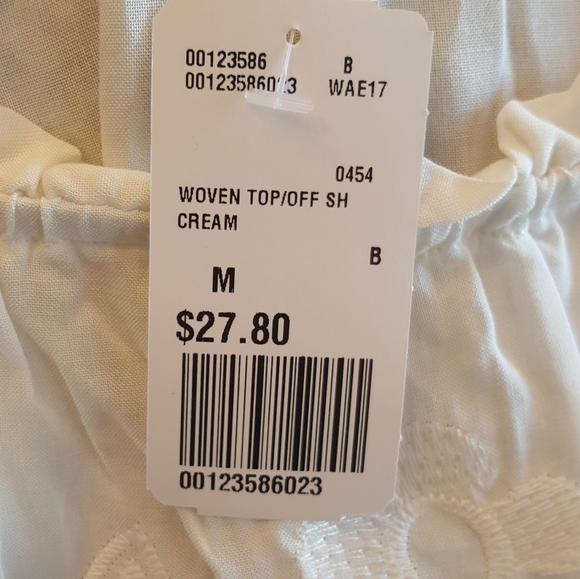 00123586 B
00123586023 WAE17
0454
WOVEN TOP/OFF SH
CREAM
B
M
$27.80
00123586023